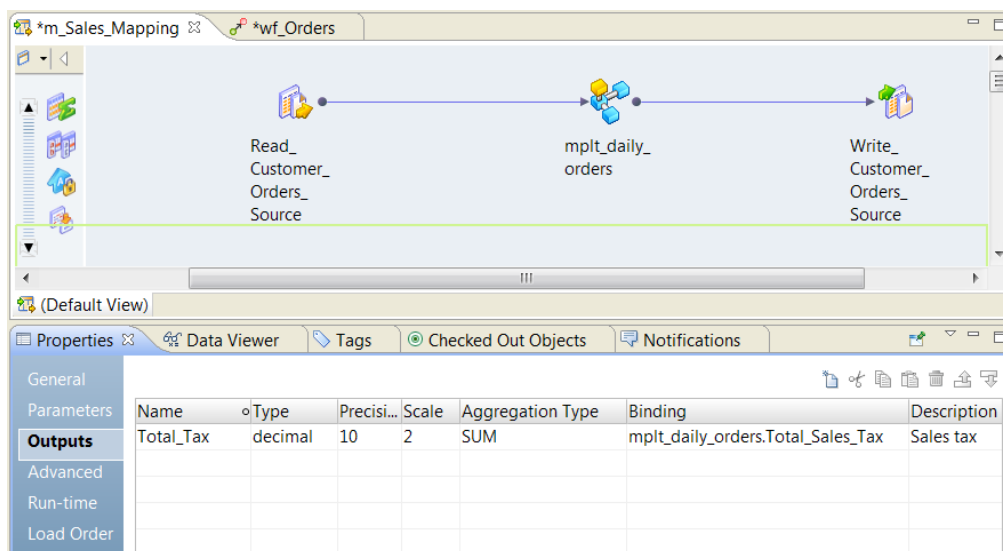 *m_Sales_Mapping *wf_Orders
Read_
Customer_
Orders_
Source
mplt_daily_
orders
Write_
Customer_
Orders_
Source
(Default View)
Properties Data Viewer Tags Checked Out Objects Notifications
General
Parameters
Outputs
Advanced
Run-time
Load Order
Name Type Precisi... Scale Aggregation Type Binding Description
Total_Tax decimal 10 2 SUM mplt_daily_orders.Total_Sales_Tax Sales tax